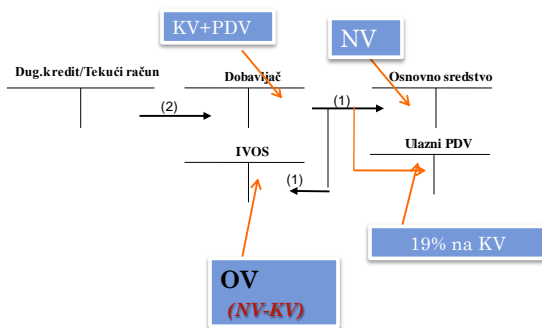 KV+PDV
NV
Dug.kredit/Tekući račun
Dobavljač
Osnovno sredstvo
(2)
(1)
IVOS
Ulazni PDV
(1)
19% na KV
OV
(NV-KV)